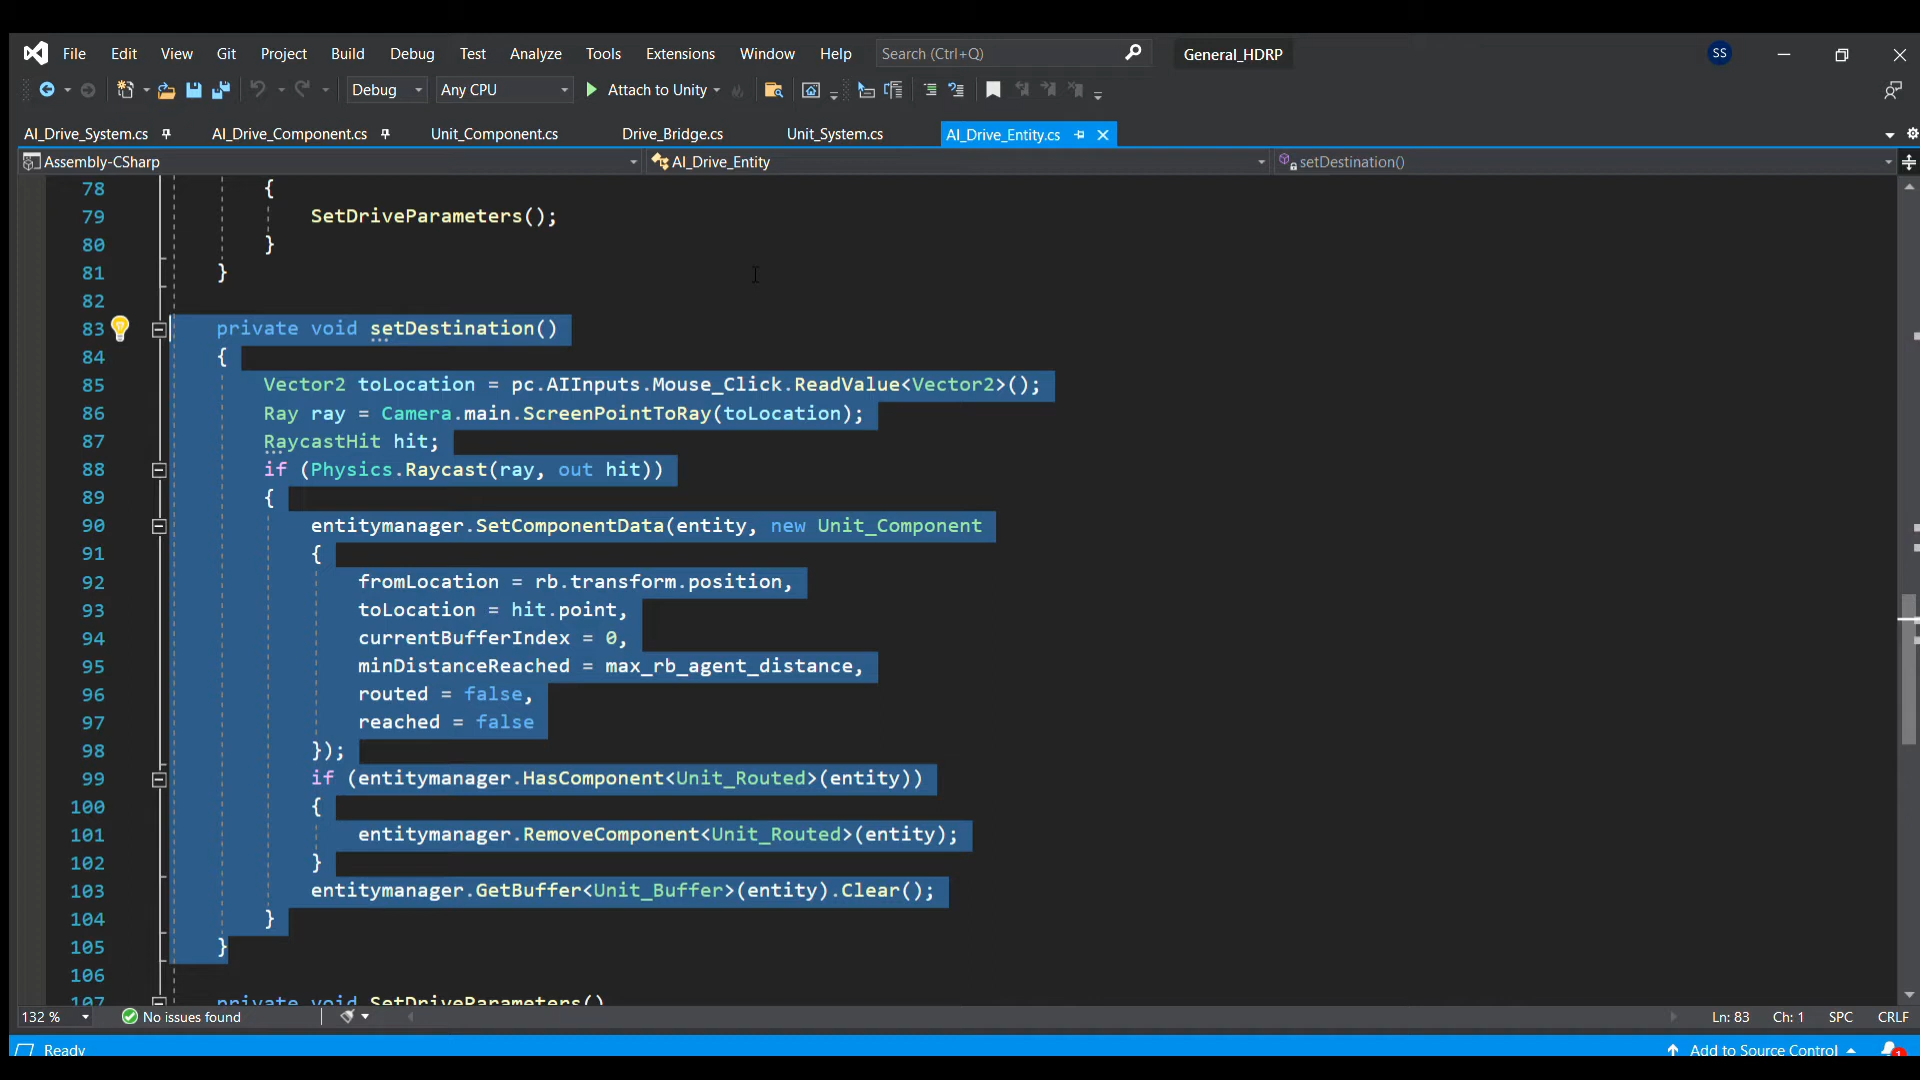 File Edit View Git Project Build Debug Test Analyze Tools Extensions Window Help Search (Ctrl+Q) General_HDRP SS
Debug Any CPU Attach to Unity
AI_Drive_System.cs AI_Drive_Component.cs Unit_Component.cs Drive_Bridge.cs Unit_System.cs AI_Drive_Entity.cs
Assembly-CSharp AI_Drive_Entity setDestination()
78 {
79 SetDriveParameters();
80 }
81 }
82
83 private void setDestination()
84 {
85 Vector2 toLocation = pc.AIInputs.Mouse_Click.ReadValue<Vector2>();
86 Ray ray = Camera.main.ScreenPointToRay(toLocation);
87 RaycastHit hit;
88 if (Physics.Raycast(ray, out hit))
89 {
90 entitymanager.SetComponentData(entity, new Unit_Component
91 {
92 fromLocation = rb.transform.position,
93 toLocation = hit.point,
94 currentBufferIndex = 0,
95 minDistanceReached = max_rb_agent_distance,
96 routed = false,
97 reached = false
98 });
99 if (entitymanager.HasComponent<Unit_Routed>(entity))
100 {
101 entitymanager.RemoveComponent<Unit_Routed>(entity);
102 }
103 entitymanager.GetBuffer<Unit_Buffer>(entity).Clear();
104 }
105 }
106
107 private void SetDriveParameters()
132 % No issues found Ln: 83 Ch: 1 SPC CRLF
Ready Add to Source Control 1